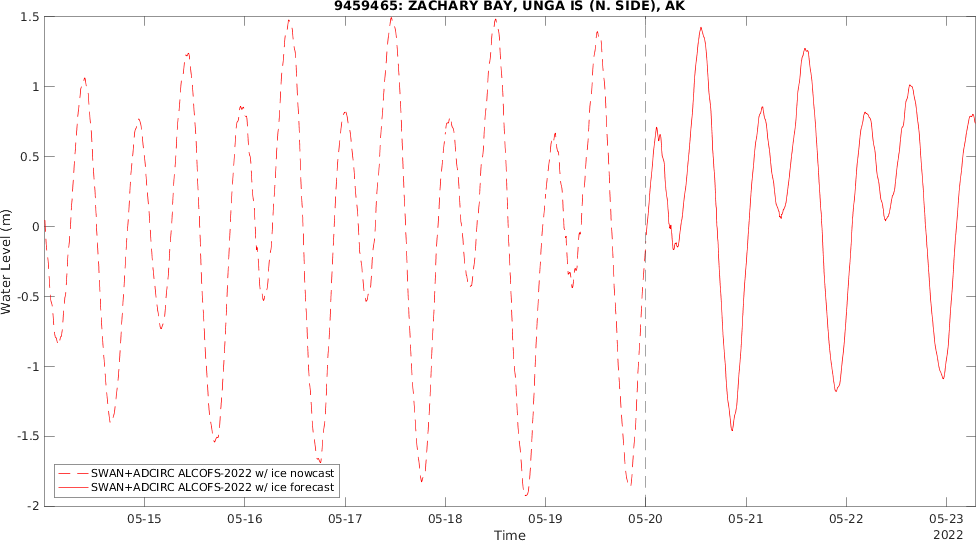 9459465: ZACHARY BAY, UNGA IS (N. SIDE), AK
1.5
1
0.5
0
-0.5
-1
-1.5
-2
Water Level (m)
SWAN+ADCIRC ALCOFS-2022 w/ ice nowcast
SWAN+ADCIRC ALCOFS-2022 w/ ice forecast
05-15 05-16 05-17 05-18 05-19 05-20 05-21 05-22 05-23
Time 2022